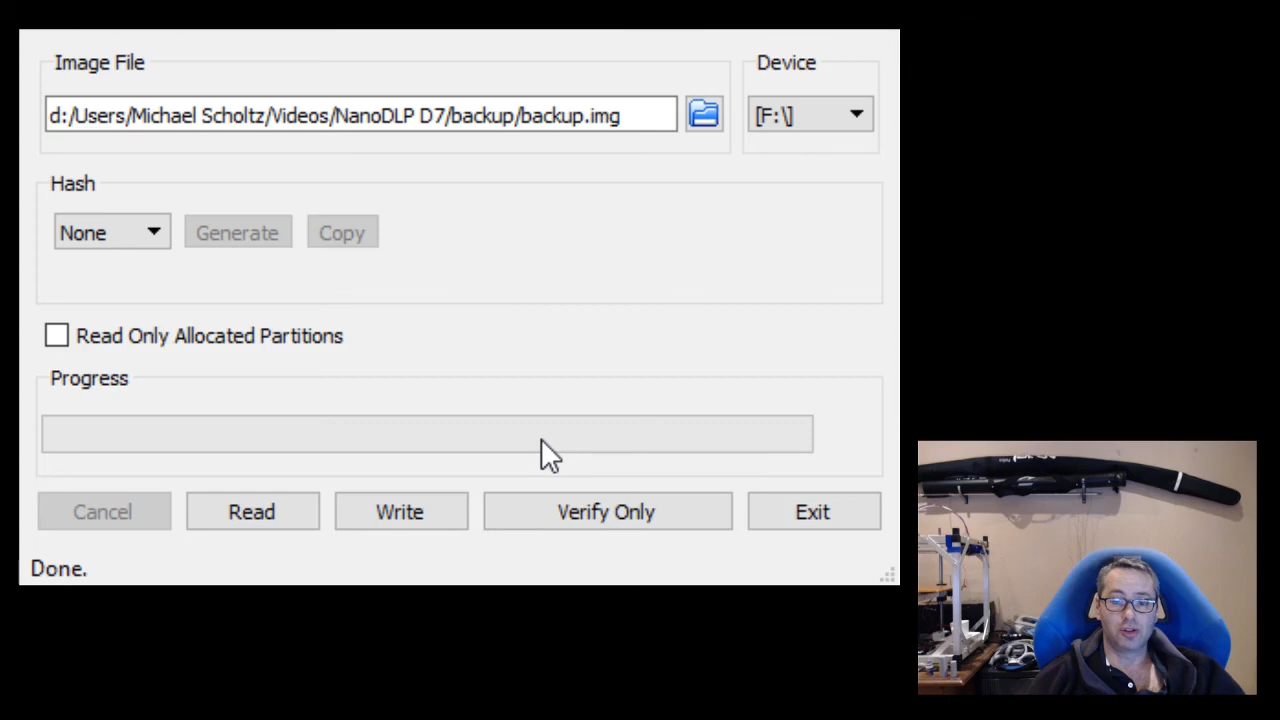 Image File
Device
d:/Users/Michael Scholtz/Videos/NanoDLP D7/backup/backup.img
[F:\]
Hash
None
Generate
Copy
Read Only Allocated Partitions
Progress
Cancel
Read
Write
Verify Only
Exit
Done.